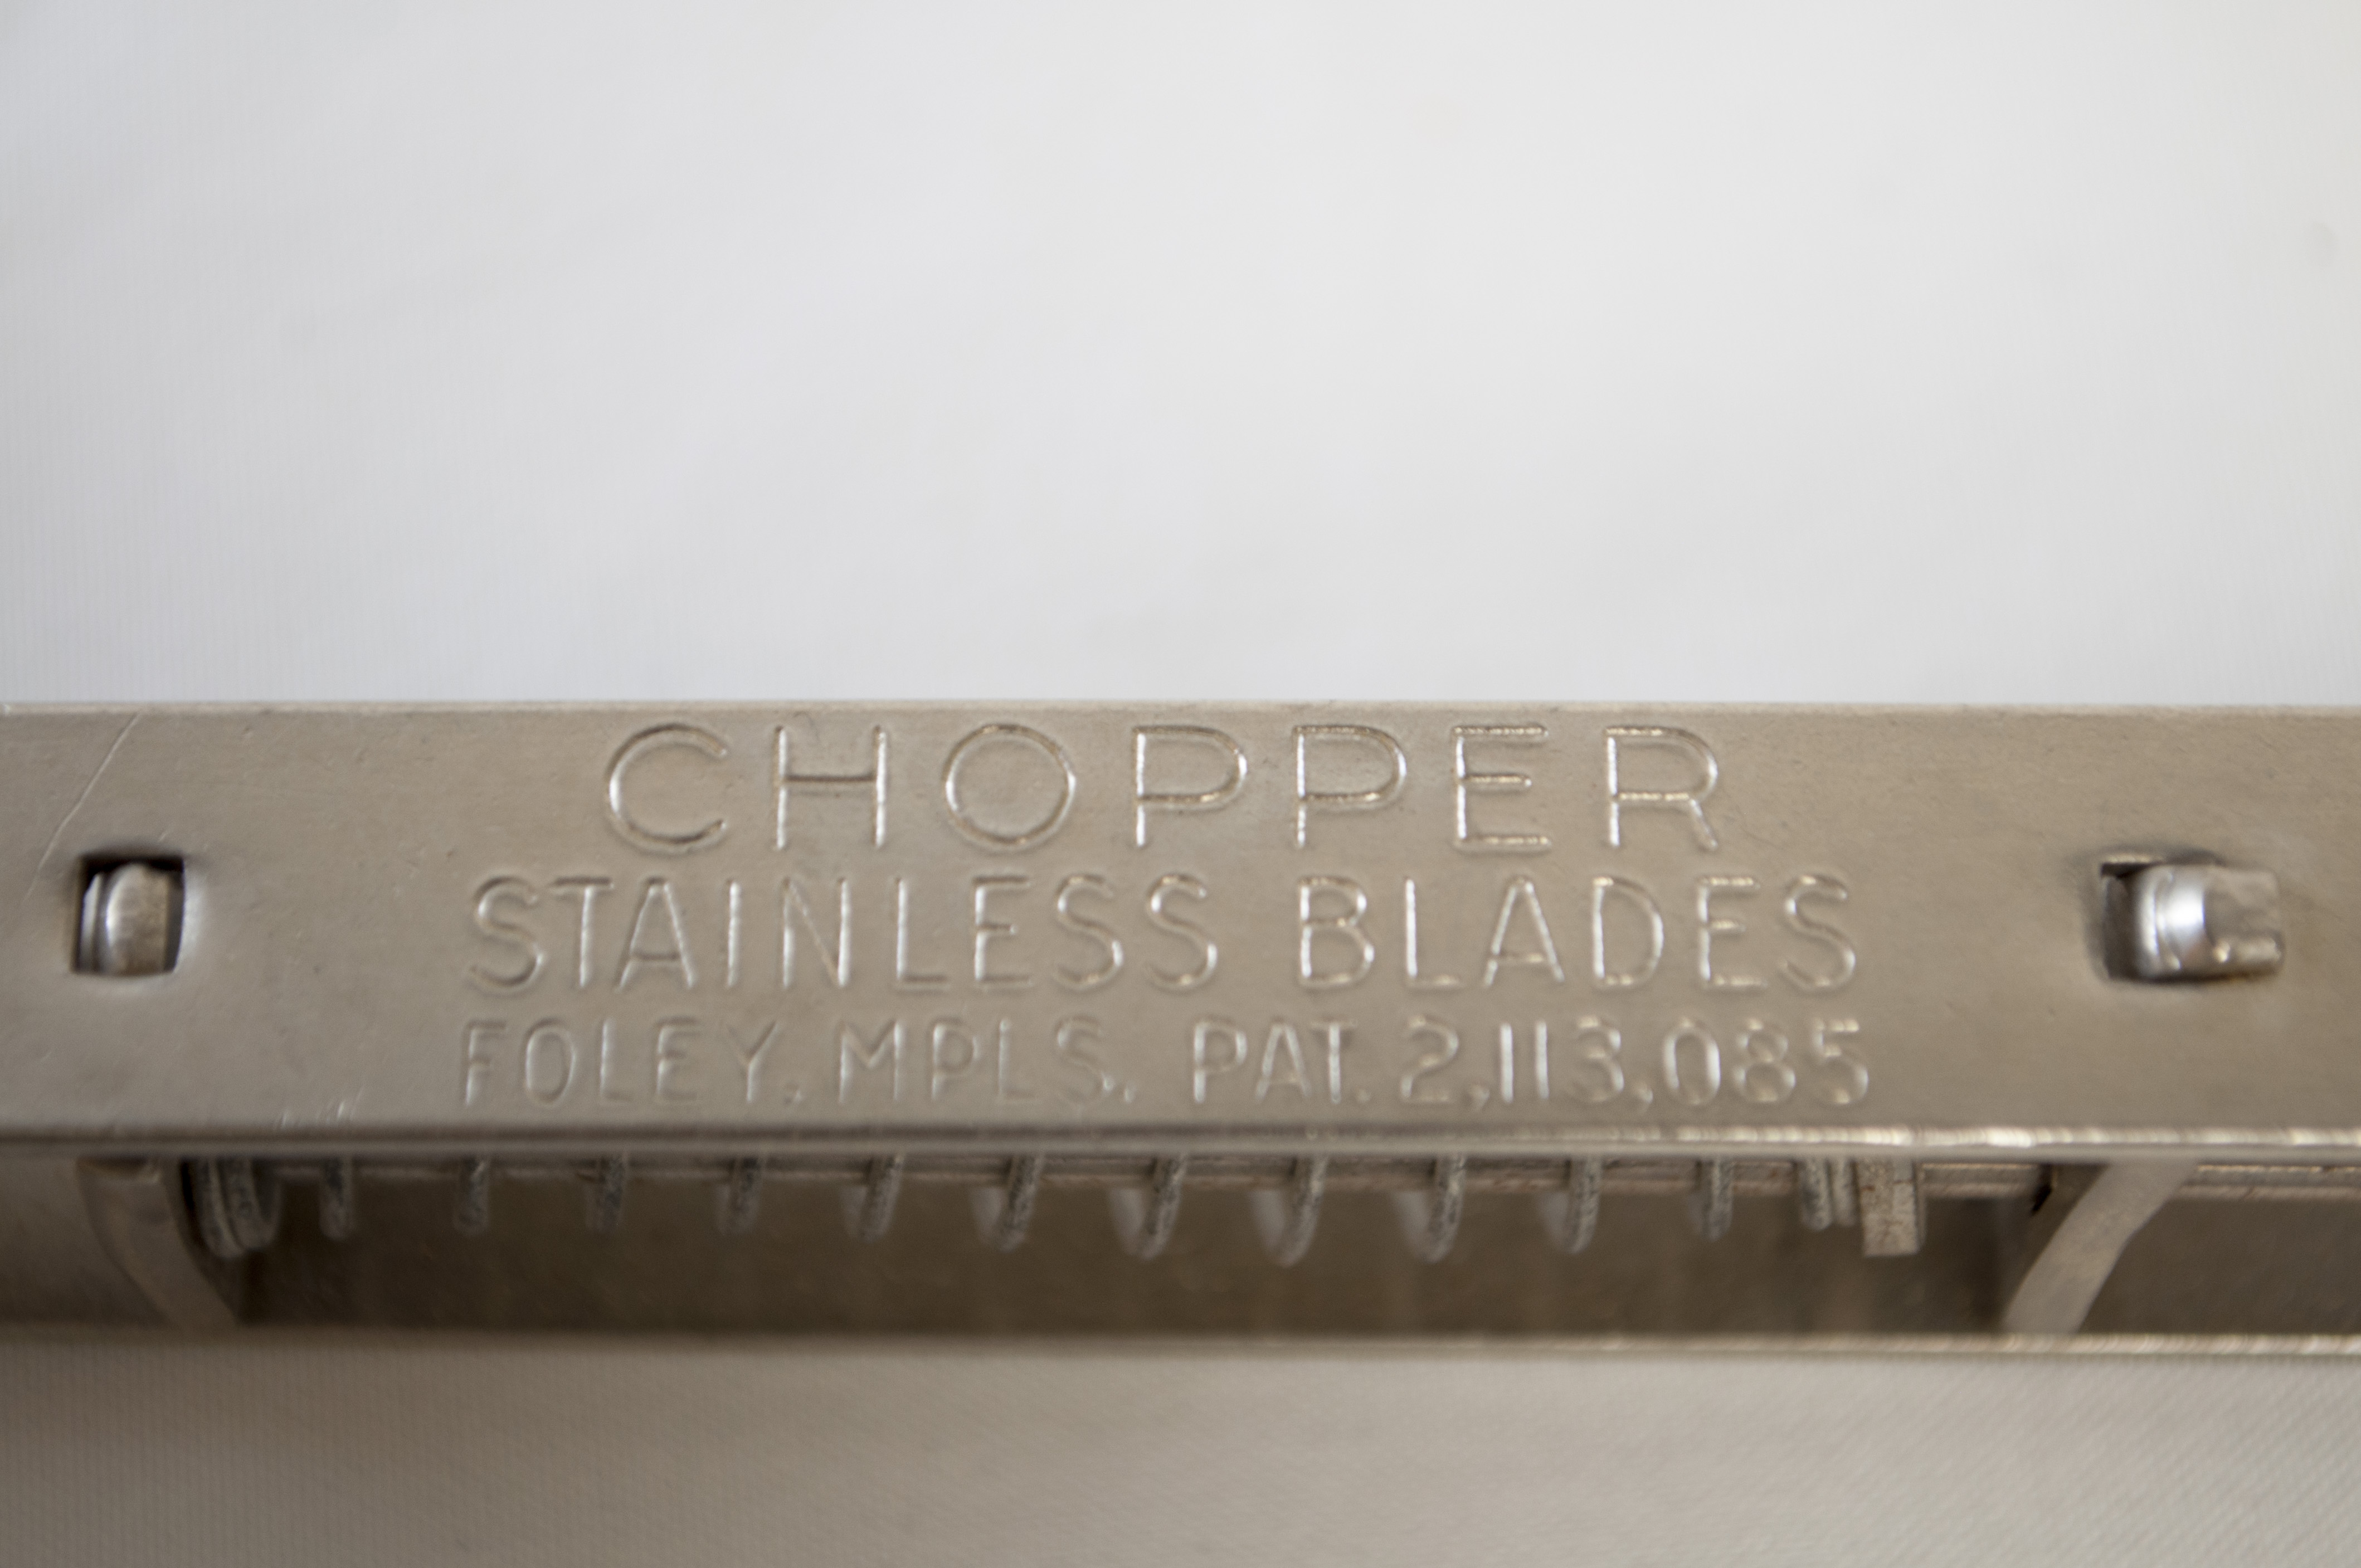 CHOPPER
STAINLESS BLADES
FOLEY, MPLS. PAT. 2,113,085